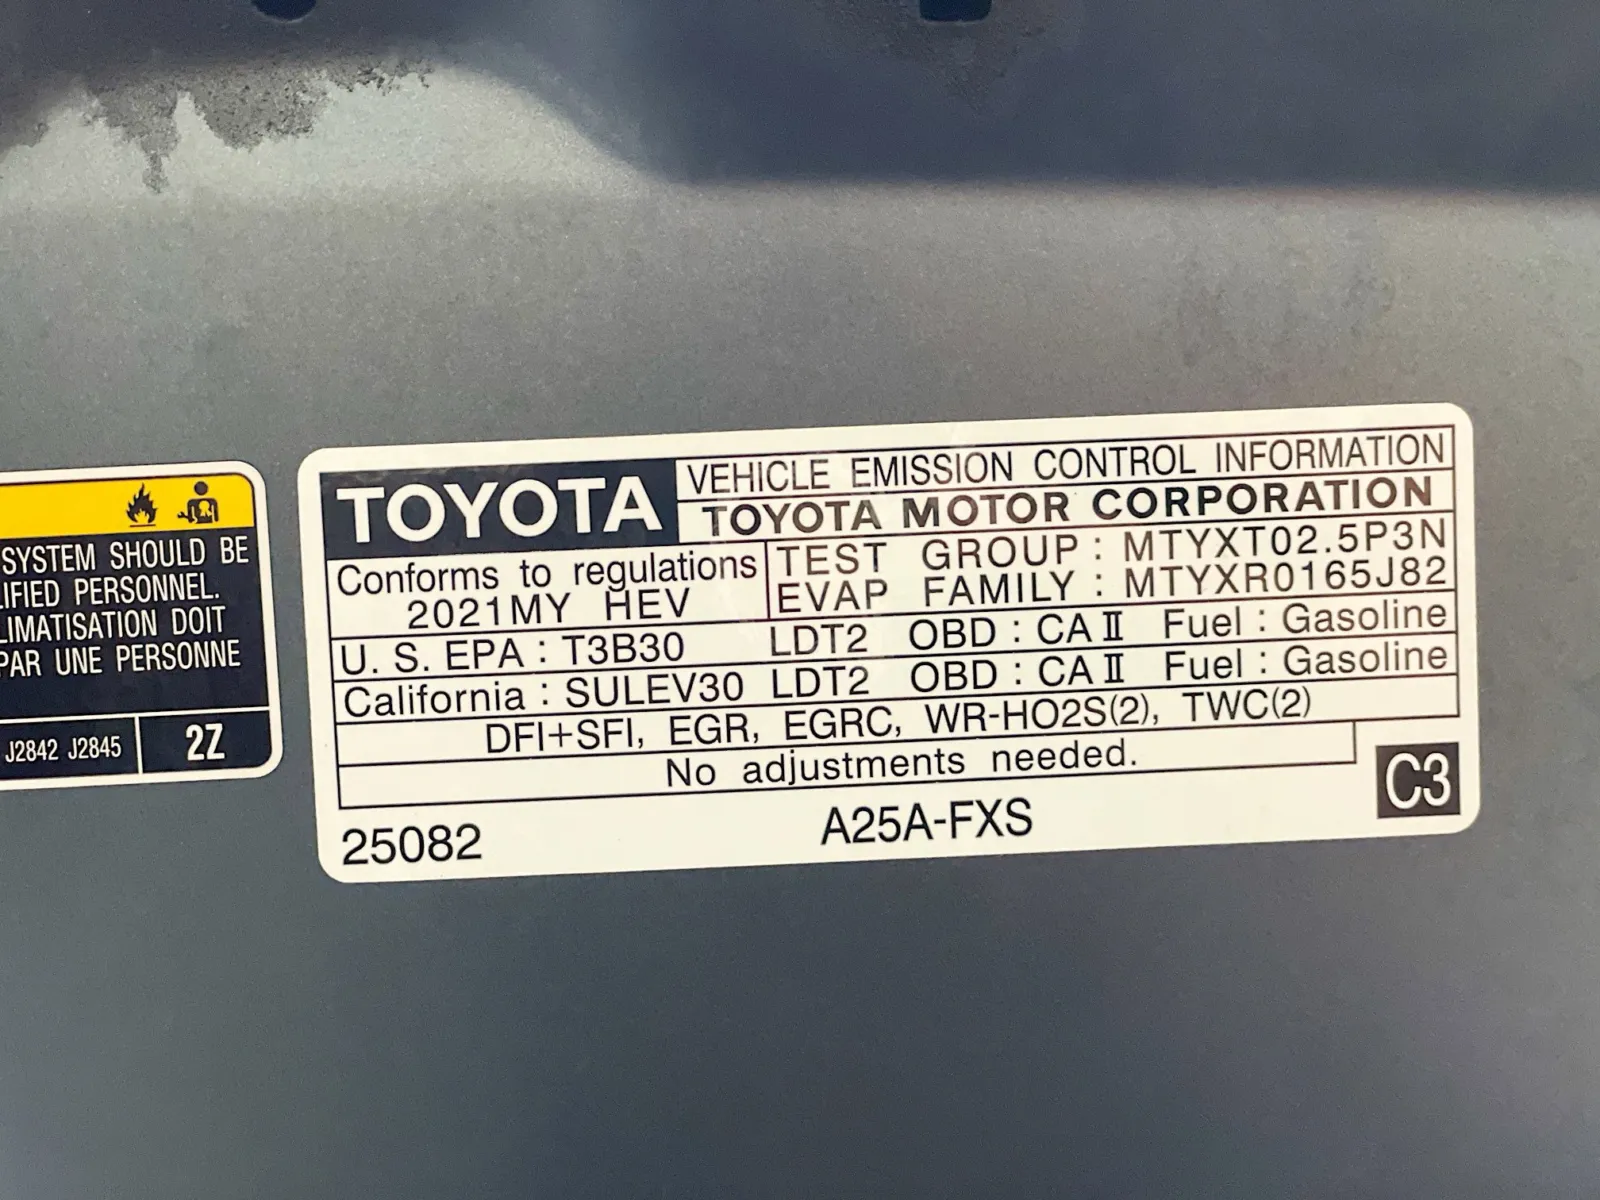 SYSTEM SHOULD BE
IFIED PERSONNEL.
LIMATISATION DOIT
PAR UNE PERSONNE
J2842 J2845
2Z
TOYOTA
VEHICLE EMISSION CONTROL INFORMATION
TOYOTA MOTOR CORPORATION
Conforms to regulations
2021MY HEV
TEST GROUP : MTYXT02.5P3N
EVAP FAMILY : MTYXR0165J82
U. S. EPA : T3B30 LDT2 OBD : CA II Fuel : Gasoline
California : SULEV30 LDT2 OBD : CA II Fuel : Gasoline
DFI+SFI, EGR, EGRC, WR-HO2S(2), TWC(2)
No adjustments needed.
25082
A25A-FXS
C3